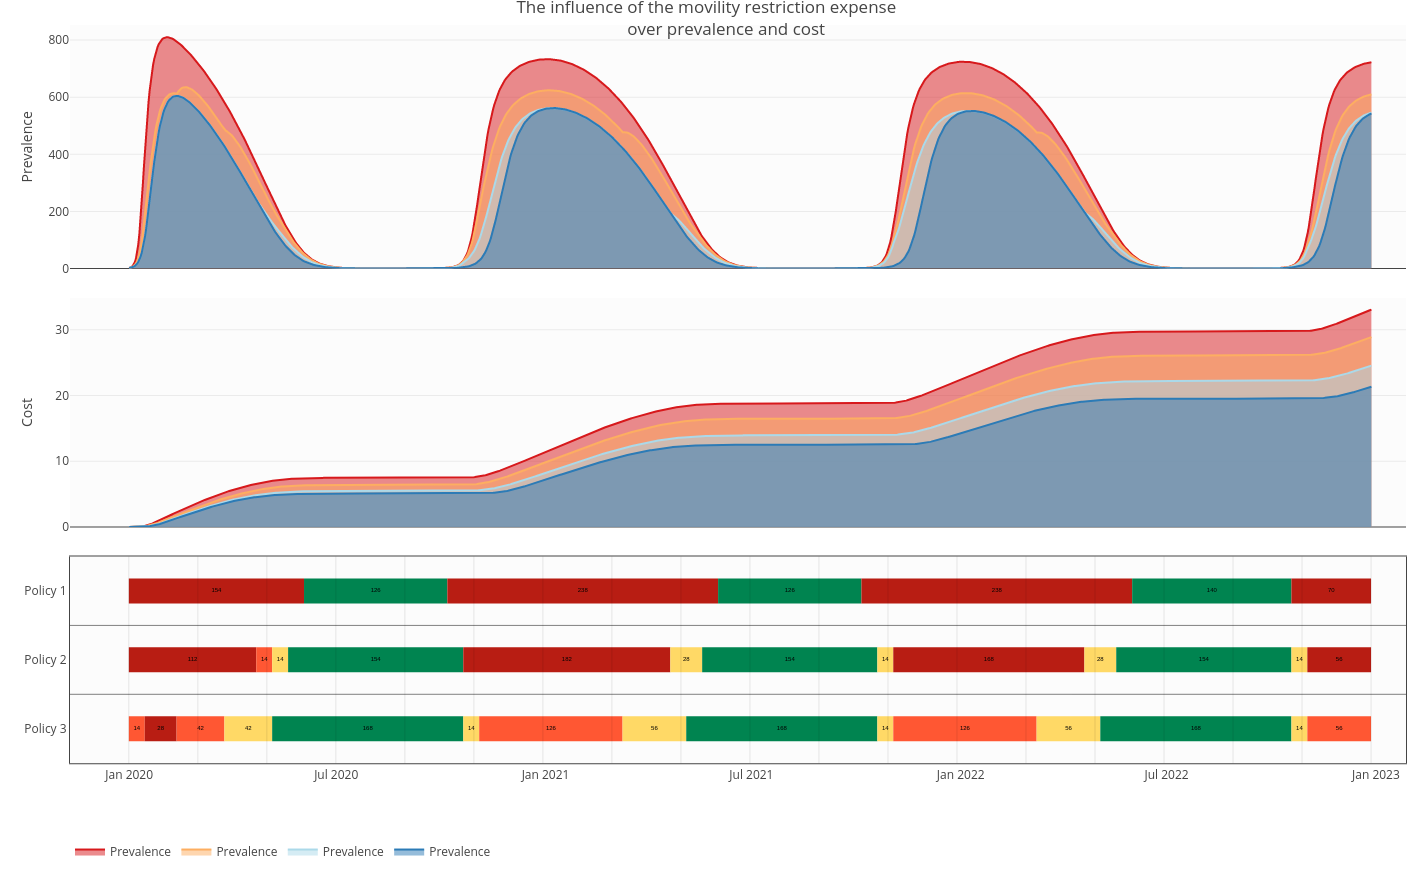 The influence of the movility restriction expense
over prevalence and cost
800
600
400
200
0
Prevalence
30
20
10
0
Cost
Policy 1
154 126 238 126 238 140 70
Policy 2
112 14 14 154 182 28 154 14 168 28 154 14 56
Policy 3
14 28 42 42 168 14 126 56 168 14 126 56 168 14 56
Jan 2020 Jul 2020 Jan 2021 Jul 2021 Jan 2022 Jul 2022 Jan 2023
Prevalence Prevalence Prevalence Prevalence